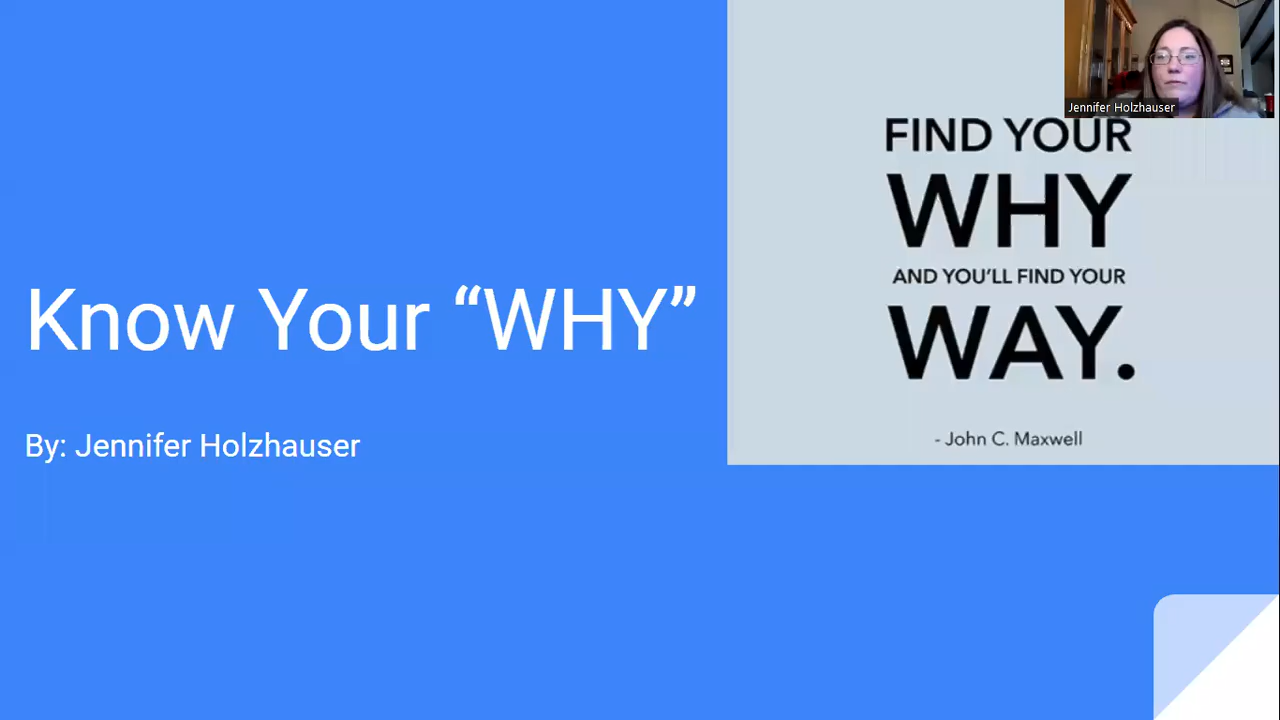 Know Your “WHY”
By: Jennifer Holzhauser
Jennifer Holzhauser
FIND YOUR
WHY
AND YOU’LL FIND YOUR
WAY.
- John C. Maxwell